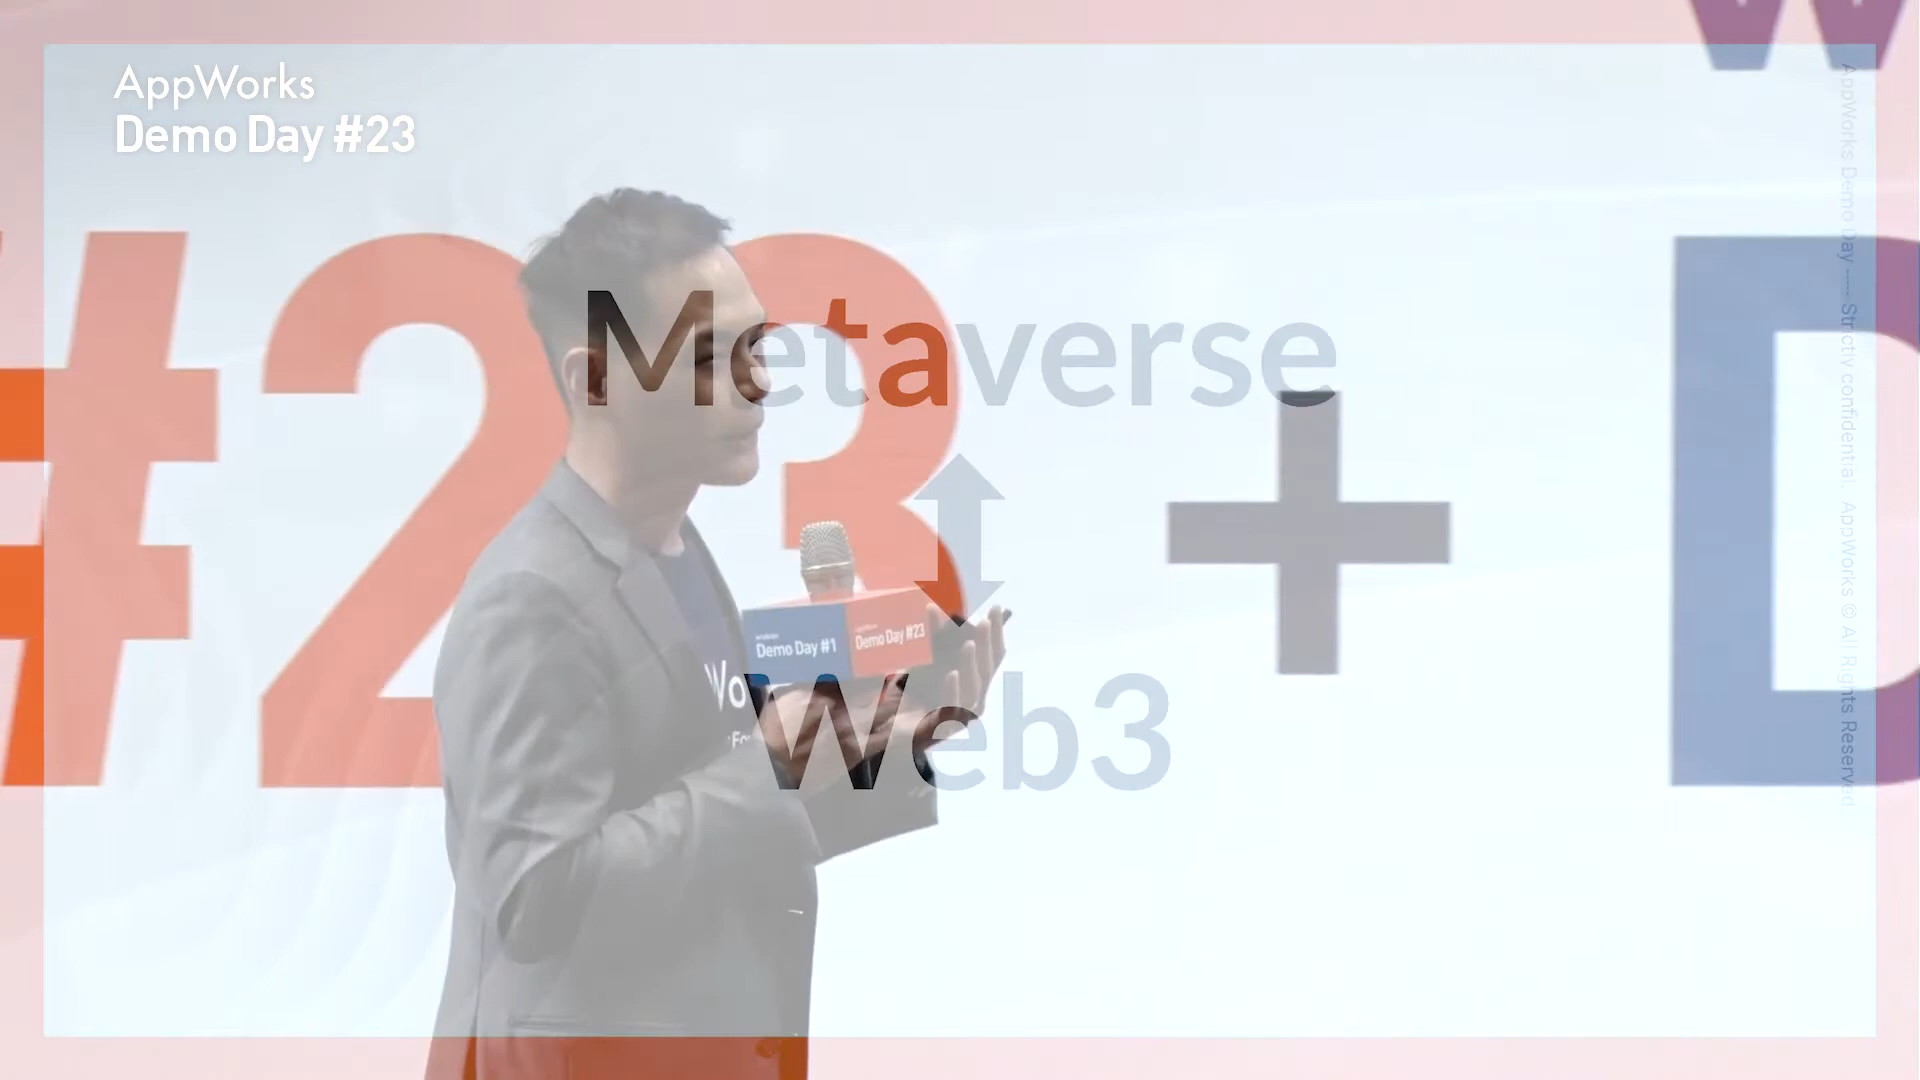 AppWorks
Demo Day #23
#23 + D
W
Metaverse
Web3
Demo Day #1
Demo Day #23
Wo
AppWorks Demo Day —— Strictly confidential. AppWorks © All Rights Reserved